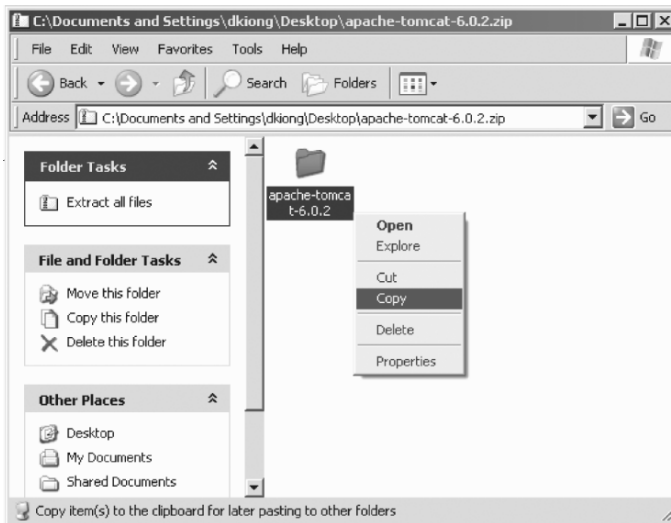 C:\Documents and Settings\dkiong\Desktop\apache-tomcat-6.0.2.zip
File Edit View Favorites Tools Help
Back Search Folders
Address C:\Documents and Settings\dkiong\Desktop\apache-tomcat-6.0.2.zip Go
Folder Tasks
Extract all files
File and Folder Tasks
Move this folder
Copy this folder
Delete this folder
Other Places
Desktop
My Documents
Shared Documents
apache-tomca
t-6.0.2
Open
Explore
Cut
Copy
Delete
Properties
Copy item(s) to the clipboard for later pasting to other folders